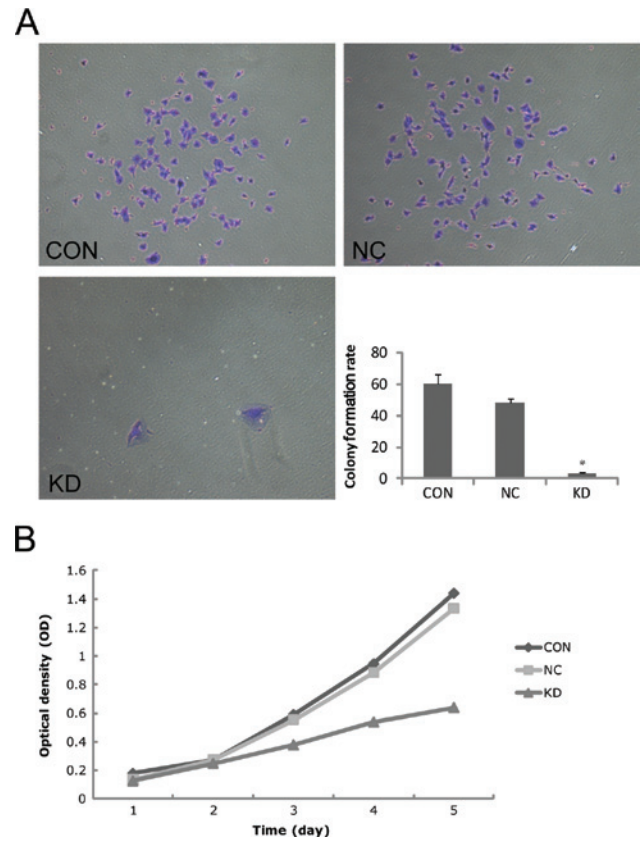 A
CON
NC
KD
Colony formation rate
80
60
40
20
0
*
CON NC KD
B
Optical density (OD)
1.6
1.4
1.2
1
0.8
0.6
0.4
0.2
0
1 2 3 4 5
Time (day)
CON
NC
KD